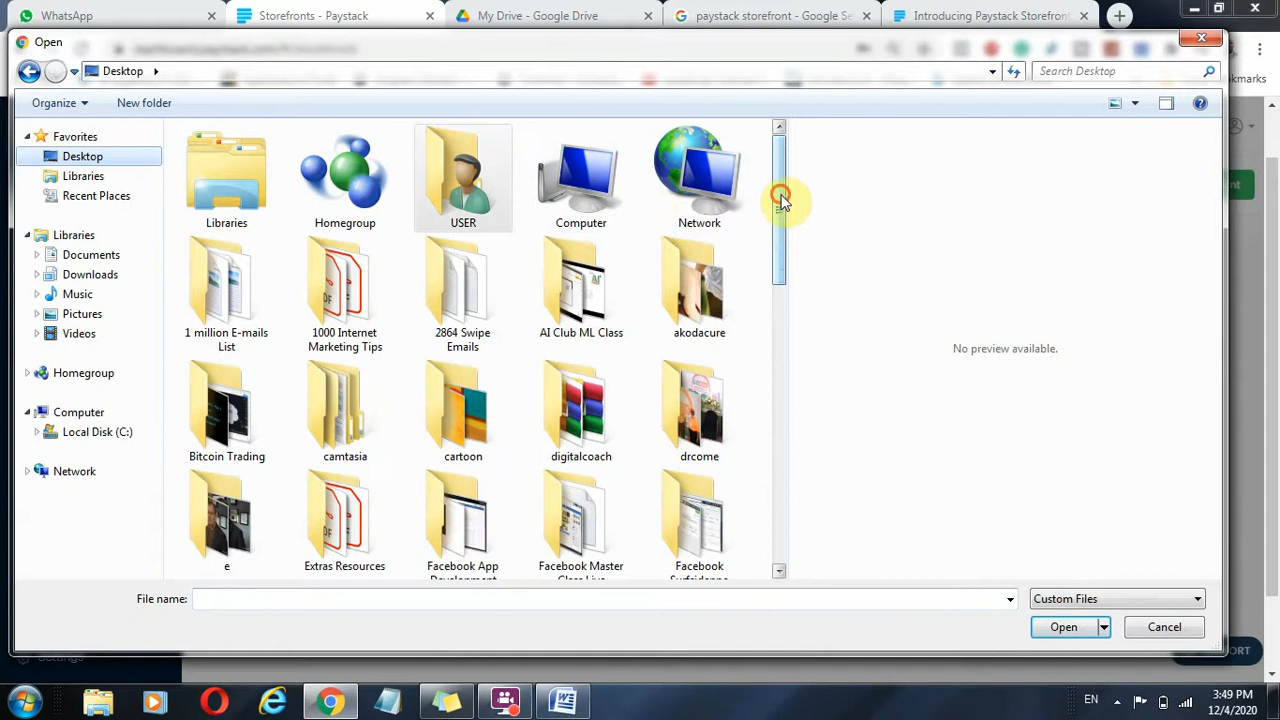 WhatsApp
Storefronts - Paystack
My Drive - Google Drive
paystack storefront - Google Se
Introducing Paystack Storefront
Open
Desktop
Search Desktop
kmarks
Organize
New folder
Favorites
Desktop
Libraries
Recent Places
Libraries
Documents
Downloads
Music
Pictures
Videos
Homegroup
Computer
Local Disk (C:)
Network
Libraries
Homegroup
USER
Computer
Network
1 million E-mails
List
1000 Internet
Marketing Tips
2864 Swipe
Emails
AI Club ML Class
akodacure
Bitcoin Trading
camtasia
cartoon
digitalcoach
drcome
e
Extras Resources
Facebook App
Development
Facebook Master
Class Live
Facebook
No preview available.
File name:
Custom Files
Open
Cancel
Settings
ORT
EN
3:49 PM
12/4/2020